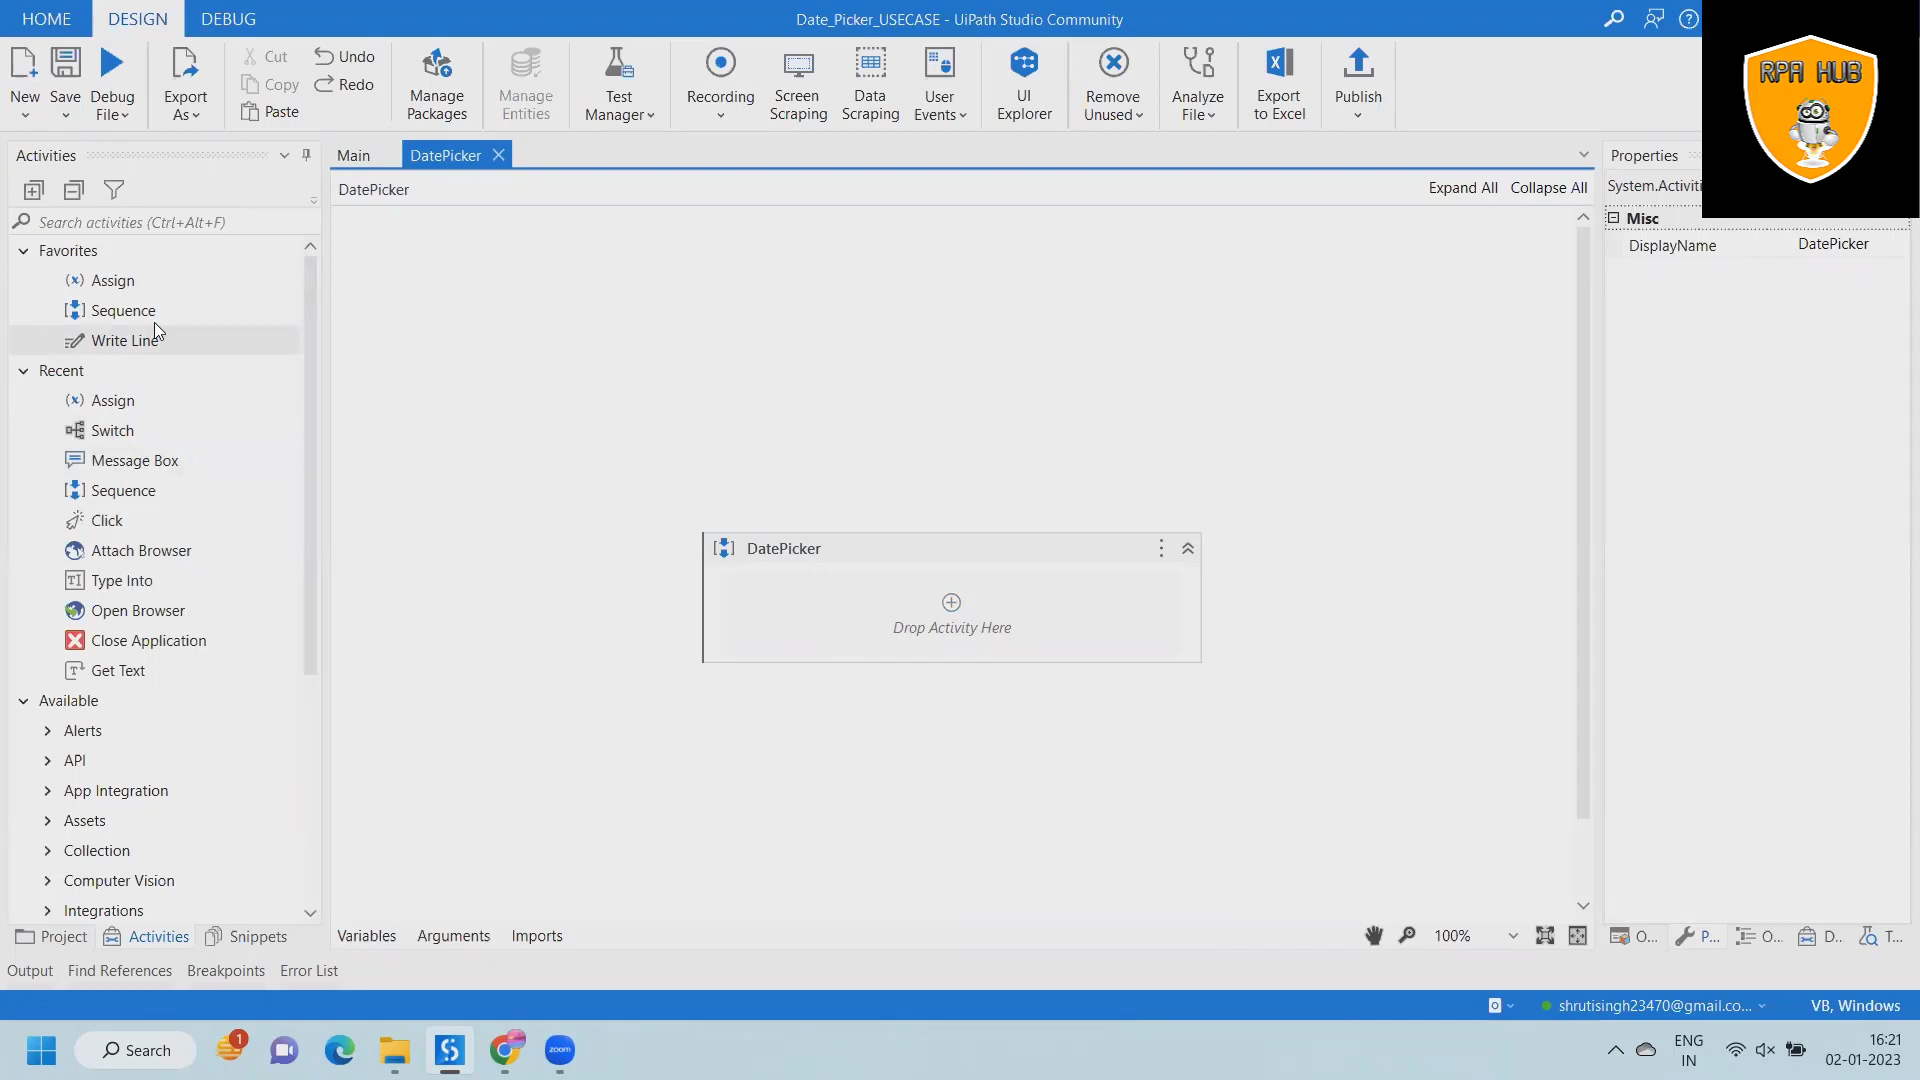 HOME
DESIGN
DEBUG
Date_Picker_USECASE - UiPath Studio Community
New
Save
Debug
File
Export
As
Cut
Copy
Paste
Undo
Redo
Manage
Packages
Manage
Entities
Test
Manager
Recording
Screen
Scraping
Data
Scraping
User
Events
UI
Explorer
Remove
Unused
Analyze
File
Export
to Excel
Publish
RPA HUB
Activities
Main
DatePicker
Properties
DatePicker
Expand All
Collapse All
System.Activiti
Search activities (Ctrl+Alt+F)
Misc
DisplayName
DatePicker
Favorites
Assign
Sequence
Write Line
Recent
Assign
Switch
Message Box
Sequence
Click
Attach Browser
Type Into
Open Browser
Close Application
Get Text
Available
Alerts
API
App Integration
Assets
Collection
Computer Vision
Integrations
DatePicker
Drop Activity Here
Project
Activities
Snippets
Variables
Arguments
Imports
100%
O...
P...
O...
D..
T...
Output
Find References
Breakpoints
Error List
shrutisingh23470@gmail.co...
VB, Windows
Search
1
zoom
ENG
IN
16:21
02-01-2023